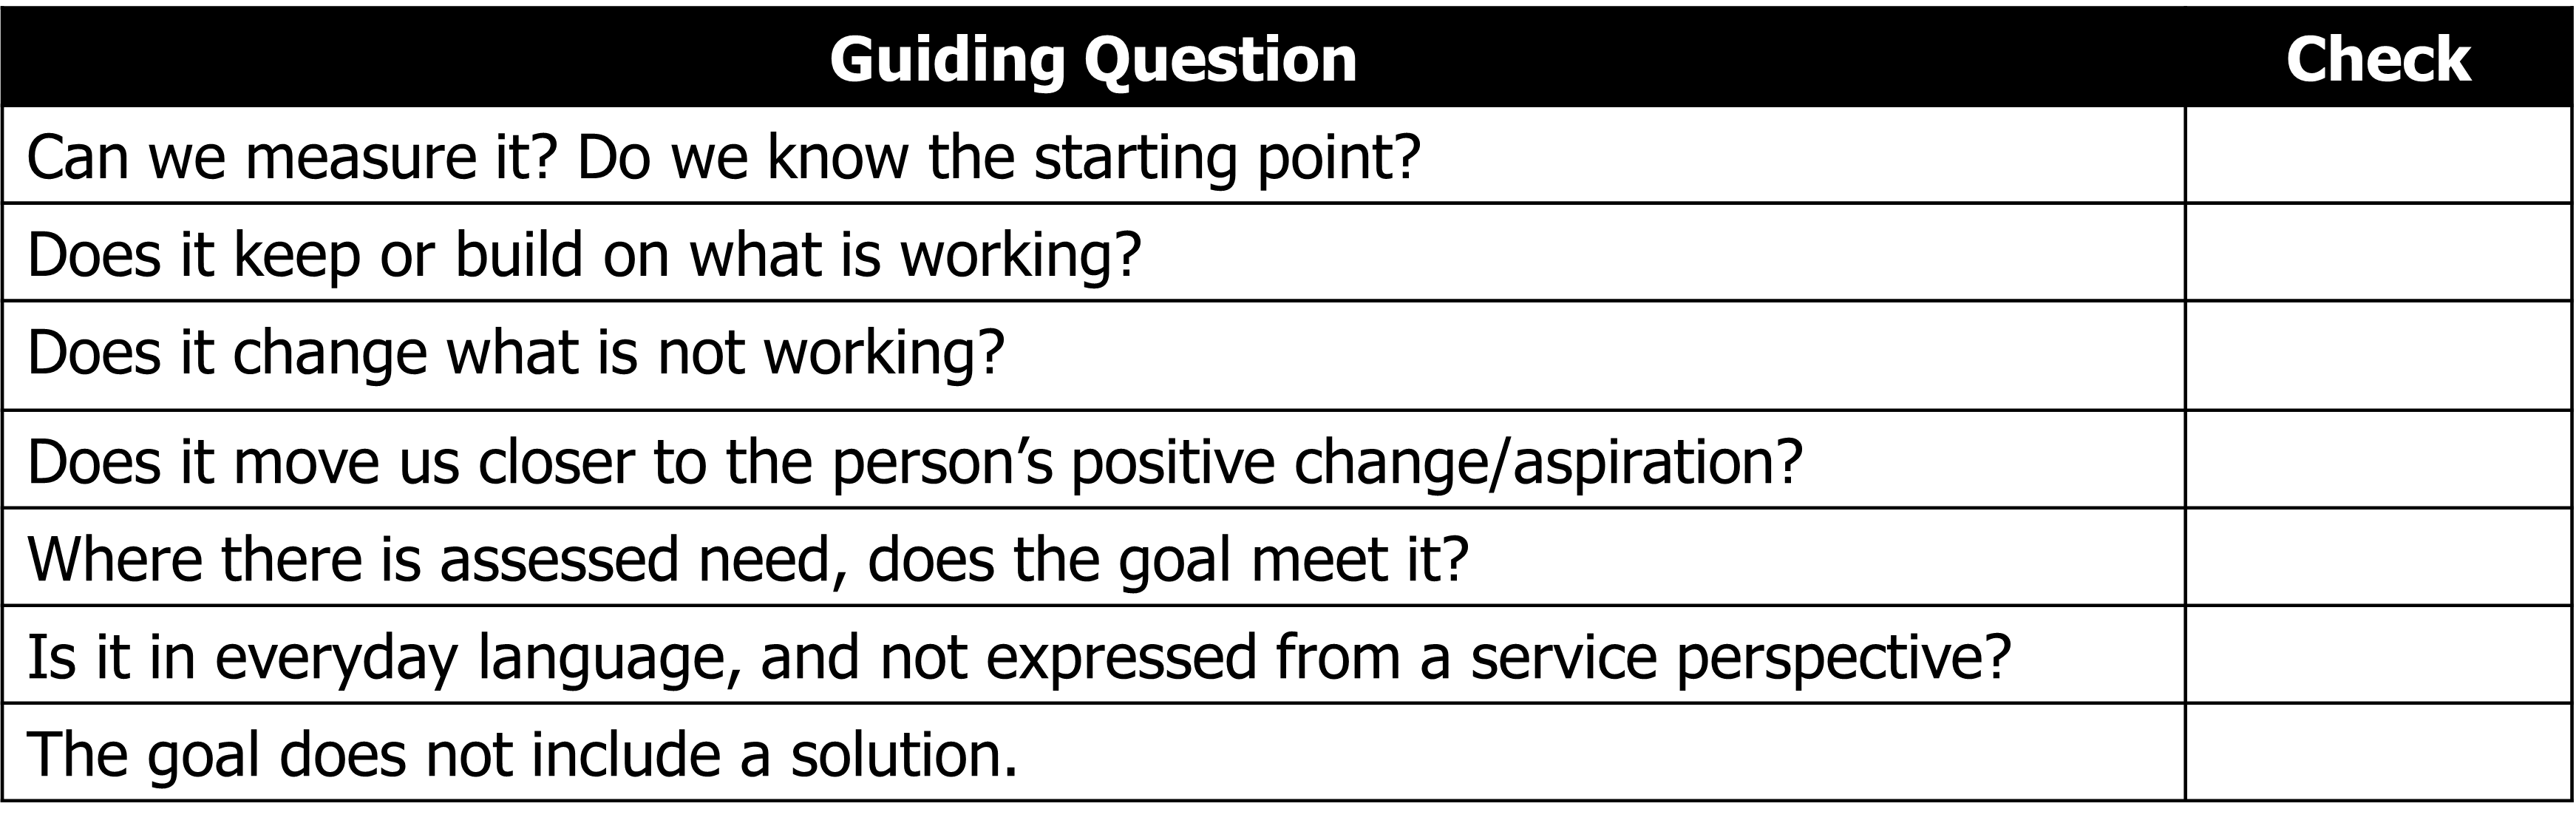 Guiding Question Check
Can we measure it? Do we know the starting point?
Does it keep or build on what is working?
Does it change what is not working?
Does it move us closer to the person’s positive change/aspiration?
Where there is assessed need, does the goal meet it?
Is it in everyday language, and not expressed from a service perspective?
The goal does not include a solution.